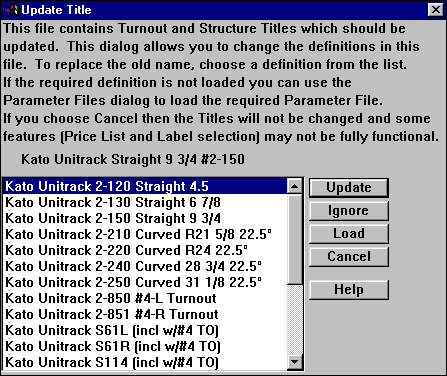 Update Title
This file contains Turnout and Structure Titles which should be
updated.  This dialog allows you to change the definitions in this
file.  To replace the old name, choose a definition from the list.
If the required definition is not loaded you can use the
Parameter Files dialog to load the required Parameter File.
If you choose Cancel then the Titles will not be changed and some
features (Price List and Label selection) may not be fully functional.
Kato Unitrack Straight 9 3/4 #2-150
Kato Unitrack 2-120 Straight 4.5
Kato Unitrack 2-130 Straight 6 7/8
Kato Unitrack 2-150 Straight 9 3/4
Kato Unitrack 2-210 Curved R21 5/8 22.5°
Kato Unitrack 2-220 Curved R24 22.5°
Kato Unitrack 2-240 Curved 28 3/4 22.5°
Kato Unitrack 2-250 Curved 31 1/8 22.5°
Kato Unitrack 2-850 #4-L Turnout
Kato Unitrack 2-851 #4-R Turnout
Kato Unitrack S61L (incl w/#4 TO)
Kato Unitrack S61R (incl w/#4 TO)
Kato Unitrack S114 (incl w/#4 TO)
Update
Ignore
Load
Cancel
Help